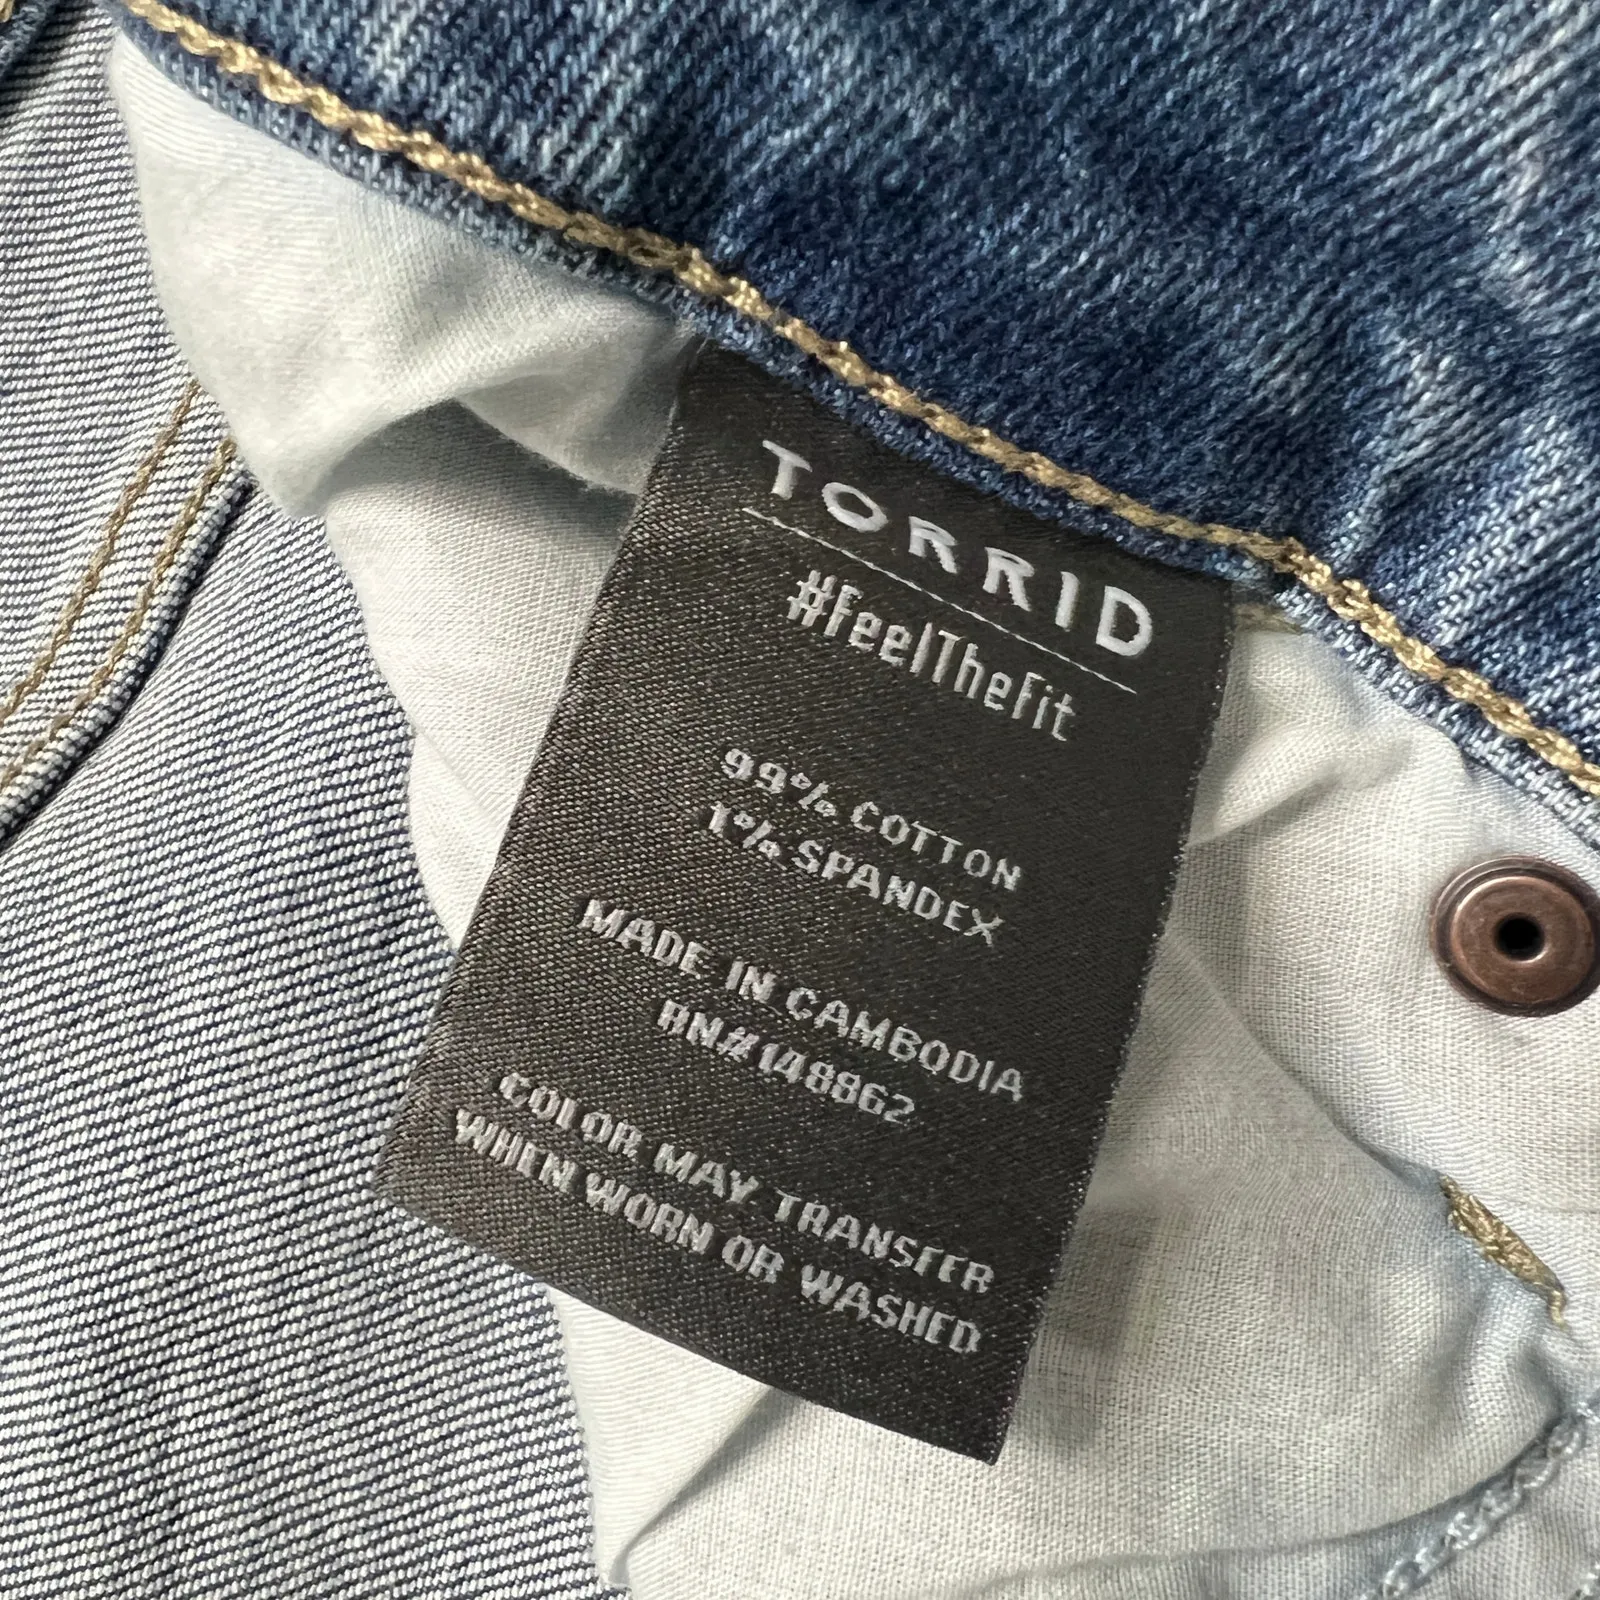 TORRID
#FeelTheFit
99% COTTON
1% SPANDEX
MADE IN CAMBODIA
RN#148862
COLOR MAY TRANSFER
WHEN WORN OR WASHED